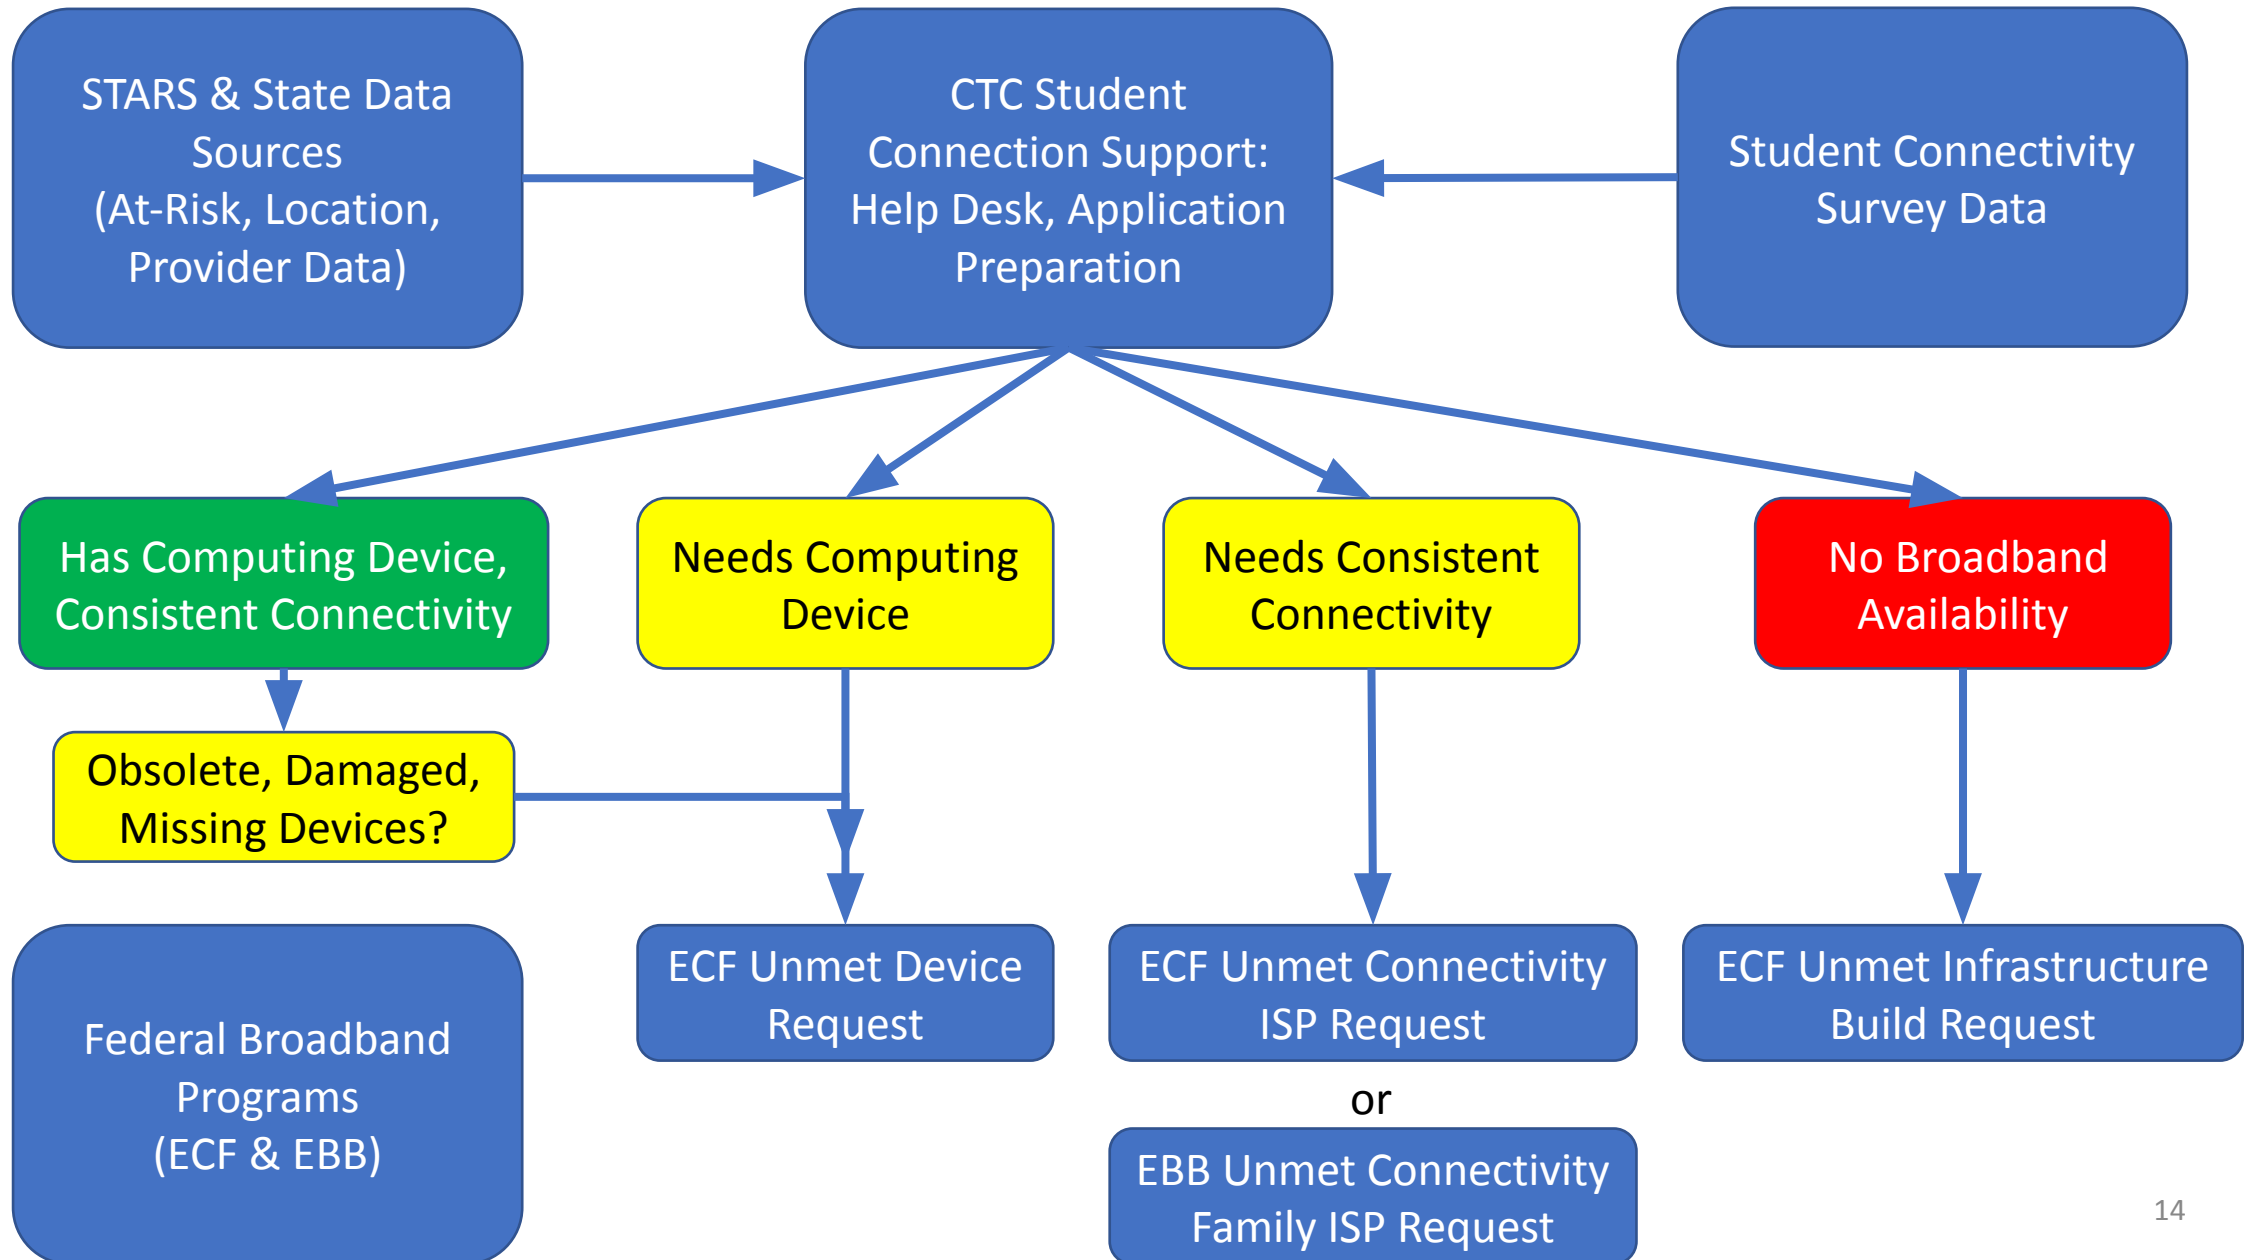 STARS & State Data
Sources
(At-Risk, Location,
Provider Data)
CTC Student
Connection Support:
Help Desk, Application
Preparation
Student Connectivity
Survey Data
Has Computing Device,
Consistent Connectivity
Needs Computing
Device
Needs Consistent
Connectivity
No Broadband
Availability
Obsolete, Damaged,
Missing Devices?
Federal Broadband
Programs
(ECF & EBB)
ECF Unmet Device
Request
ECF Unmet Connectivity
ISP Request
or
EBB Unmet Connectivity
Family ISP Request
ECF Unmet Infrastructure
Build Request
14